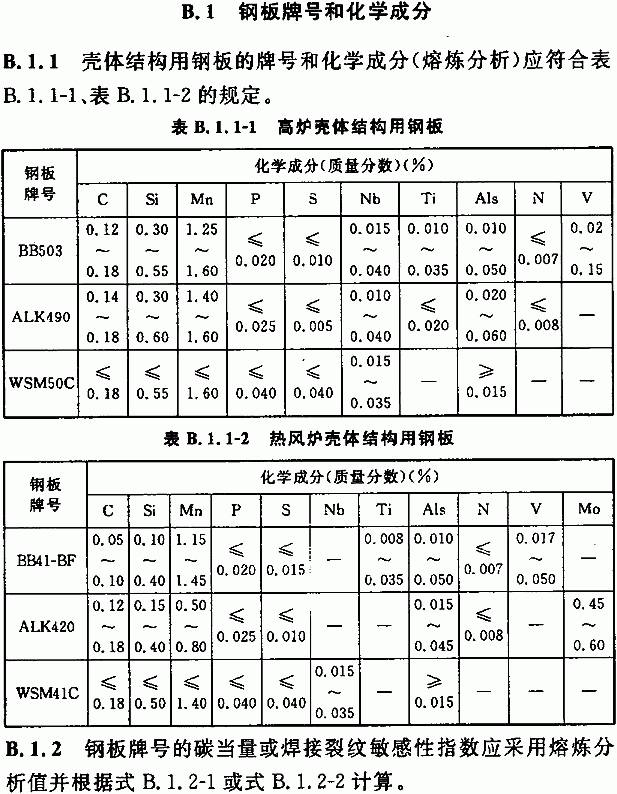 B.1 钢板牌号和化学成分
B.1.1 壳体结构用钢板的牌号和化学成分(熔炼分析)应符合表
B.1.1-1、表 B.1.1-2 的规定。
表 B.1.1-1 高炉壳体结构用钢板
钢板牌号 化学成分(质量分数)(%)
C Si Mn P S Nb Ti Als N V
BB503 0.12~0.18 0.30~0.55 1.25~1.60 ≤0.020 ≤0.010 0.015~0.040 0.010~0.035 0.010~0.050 ≤0.007 0.02~0.15
ALK490 0.14~0.18 0.30~0.60 1.40~1.60 ≤0.025 ≤0.005 0.010~0.040 ≤0.020 0.020~0.060 ≤0.008 —
WSM50C ≤0.18 ≤0.55 ≤1.60 ≤0.040 ≤0.040 0.015~0.035 — ≥0.015 — —
表 B.1.1-2 热风炉壳体结构用钢板
钢板牌号 化学成分(质量分数)(%)
C Si Mn P S Nb Ti Als N V Mo
BB41-BF 0.05~0.10 0.10~0.40 1.15~1.45 ≤0.020 ≤0.015 — 0.008~0.035 0.010~0.050 ≤0.007 0.017~0.050
ALK420 0.12~0.18 0.15~0.40 0.50~0.80 ≤0.025 ≤0.010 — — 0.015~0.045 ≤0.008 — 0.45~0.60
WSM41C ≤0.18 ≤0.50 ≤1.40 ≤0.040 ≤0.040 0.015~0.035 — ≥0.015 — — —
B.1.2 钢板牌号的碳当量或焊接裂纹敏感性指数应采用熔炼分
析值并根据式 B.1.2-1 或式 B.1.2-2 计算。